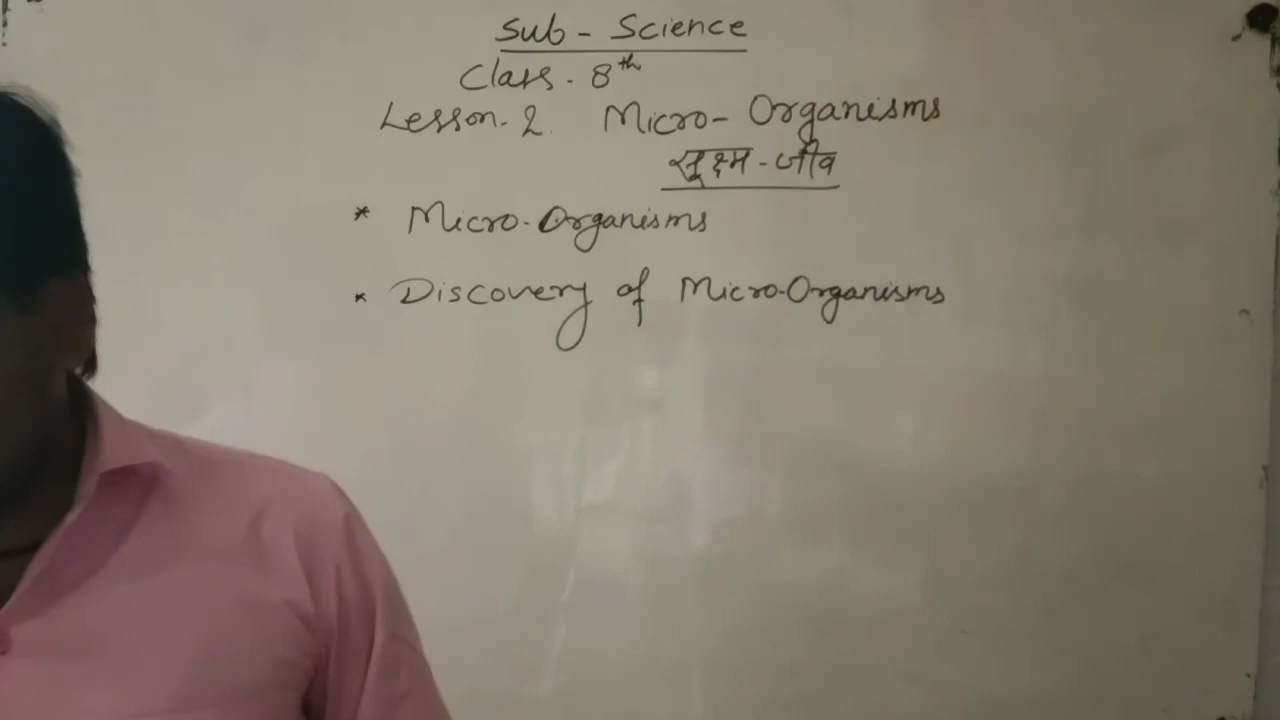 Sub - Science
Class - 8th
Lesson - 2. Micro - Organisms
सूक्ष्म - जीव
* Micro - Organisms
* Discovery of Micro-Organisms